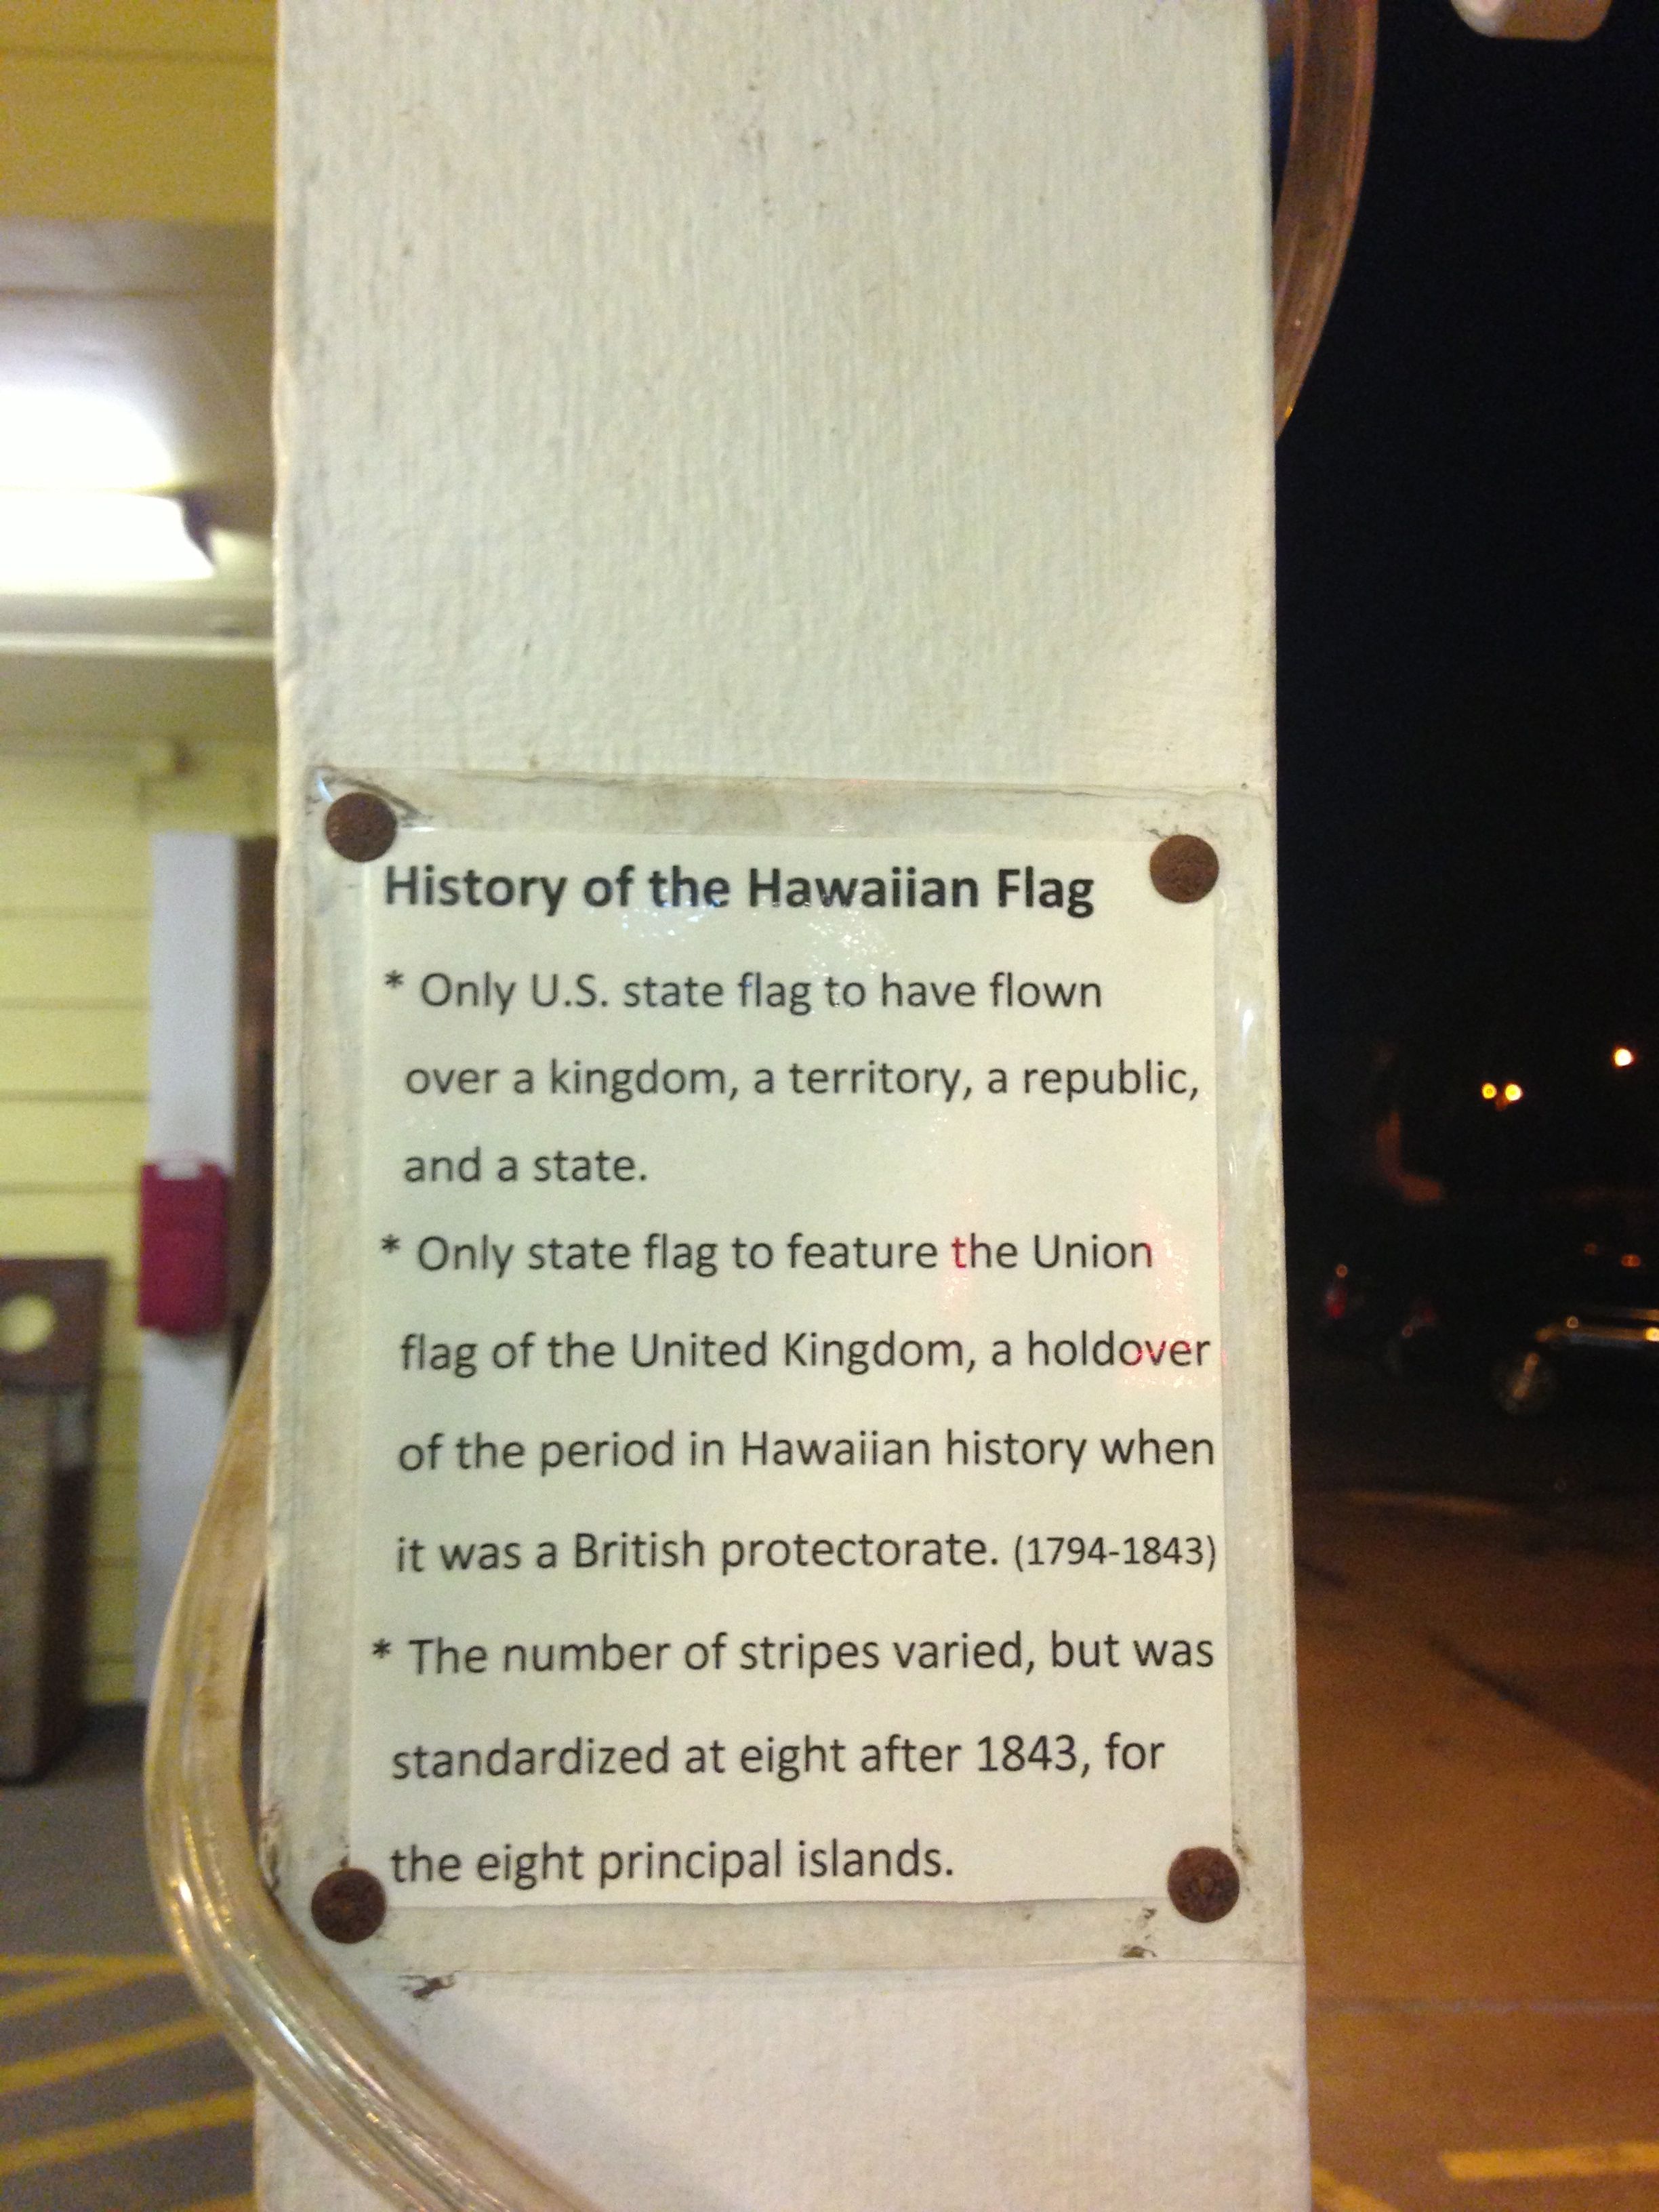 History of the Hawaiian Flag
* Only U.S. state flag to have flown
over a kingdom, a territory, a republic,
and a state.
* Only state flag to feature the Union
flag of the United Kingdom, a holdover
of the period in Hawaiian history when
it was a British protectorate. (1794-1843)
* The number of stripes varied, but was
standardized at eight after 1843, for
the eight principal islands.